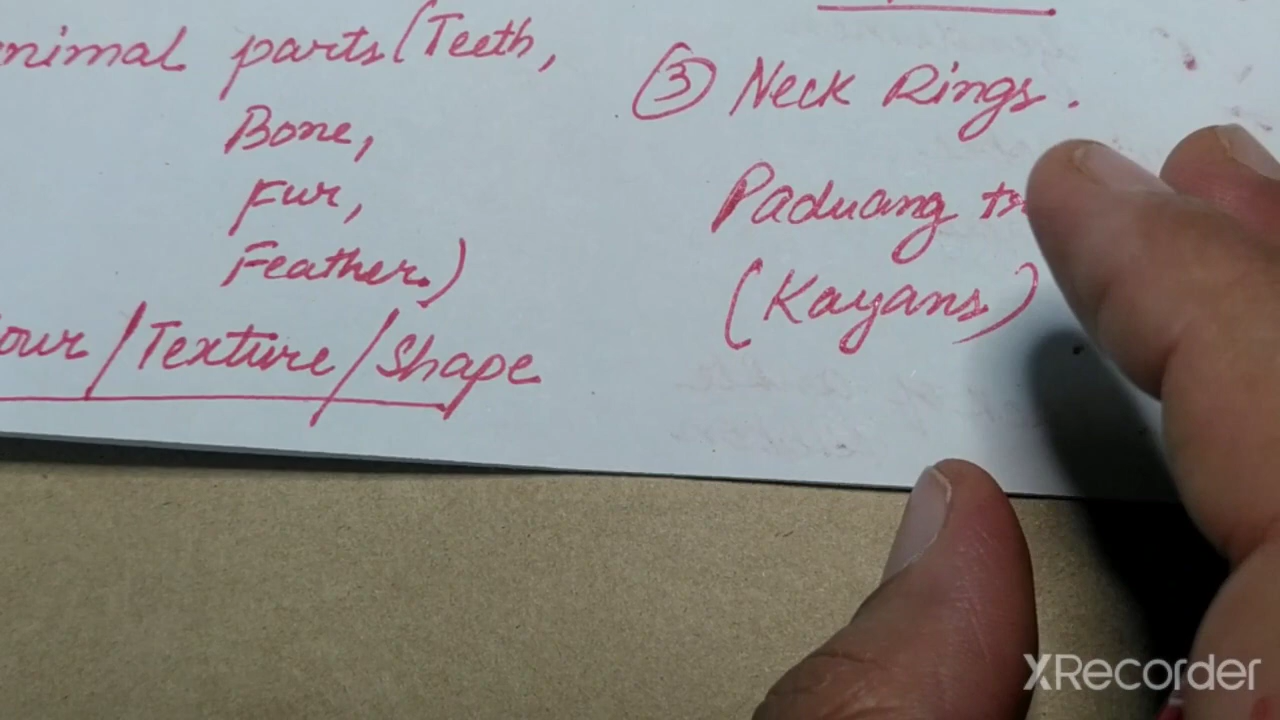 nimal parts (Teeth,
Bone,
Fur,
Feather.)
our / Texture / Shape
③ Neck Rings.
Paduang
(Kayans)
XRecorder